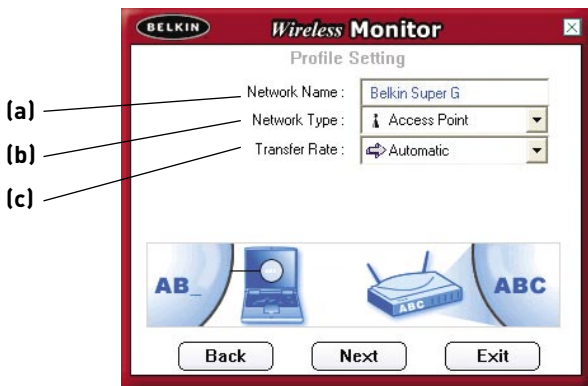 BELKIN Wireless Monitor
Profile Setting
(a) Network Name : Belkin Super G
(b) Network Type : Access Point
(c) Transfer Rate : Automatic
AB_ ABC ABC
Back Next Exit